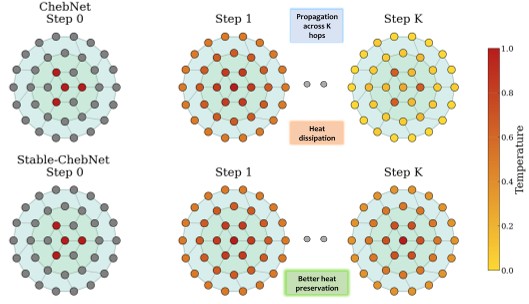 ChebNet
Step 0
Step 1
Propagation
across K
hops
Step K
Heat
dissipation
1.0
0.8
0.6
0.4
0.2
0.0
Temperature
Stable-ChebNet
Step 0
Step 1
Step K
Better heat
preservation